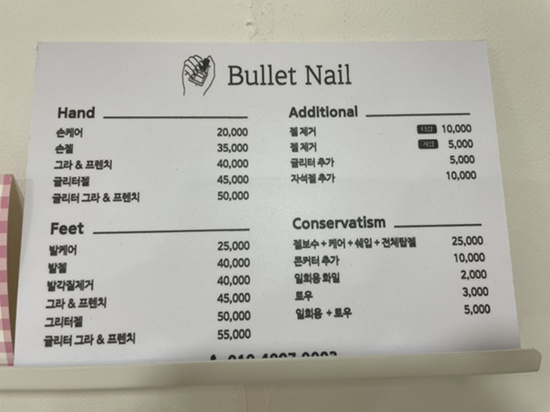 Bullet Nail
Hand
손케어 20,000
손젤 35,000
그라 & 프렌치 40,000
글리터젤 45,000
글리터 그라 & 프렌치 50,000
Feet
발케어 25,000
발젤 40,000
발각질제거 40,000
그라 & 프렌치 45,000
그리터젤 50,000
글리터 그라 & 프렌치 55,000
Additional
젤 제거 타샵 10,000
젤 제거 자샵 5,000
글리터 추가 5,000
자석젤 추가 10,000
Conservatism
젤보수 + 케어 + 쉐입 + 전체탑젤 25,000
콘커터 추가 10,000
일회용 화일 2,000
토우 3,000
일회용 + 토우 5,000